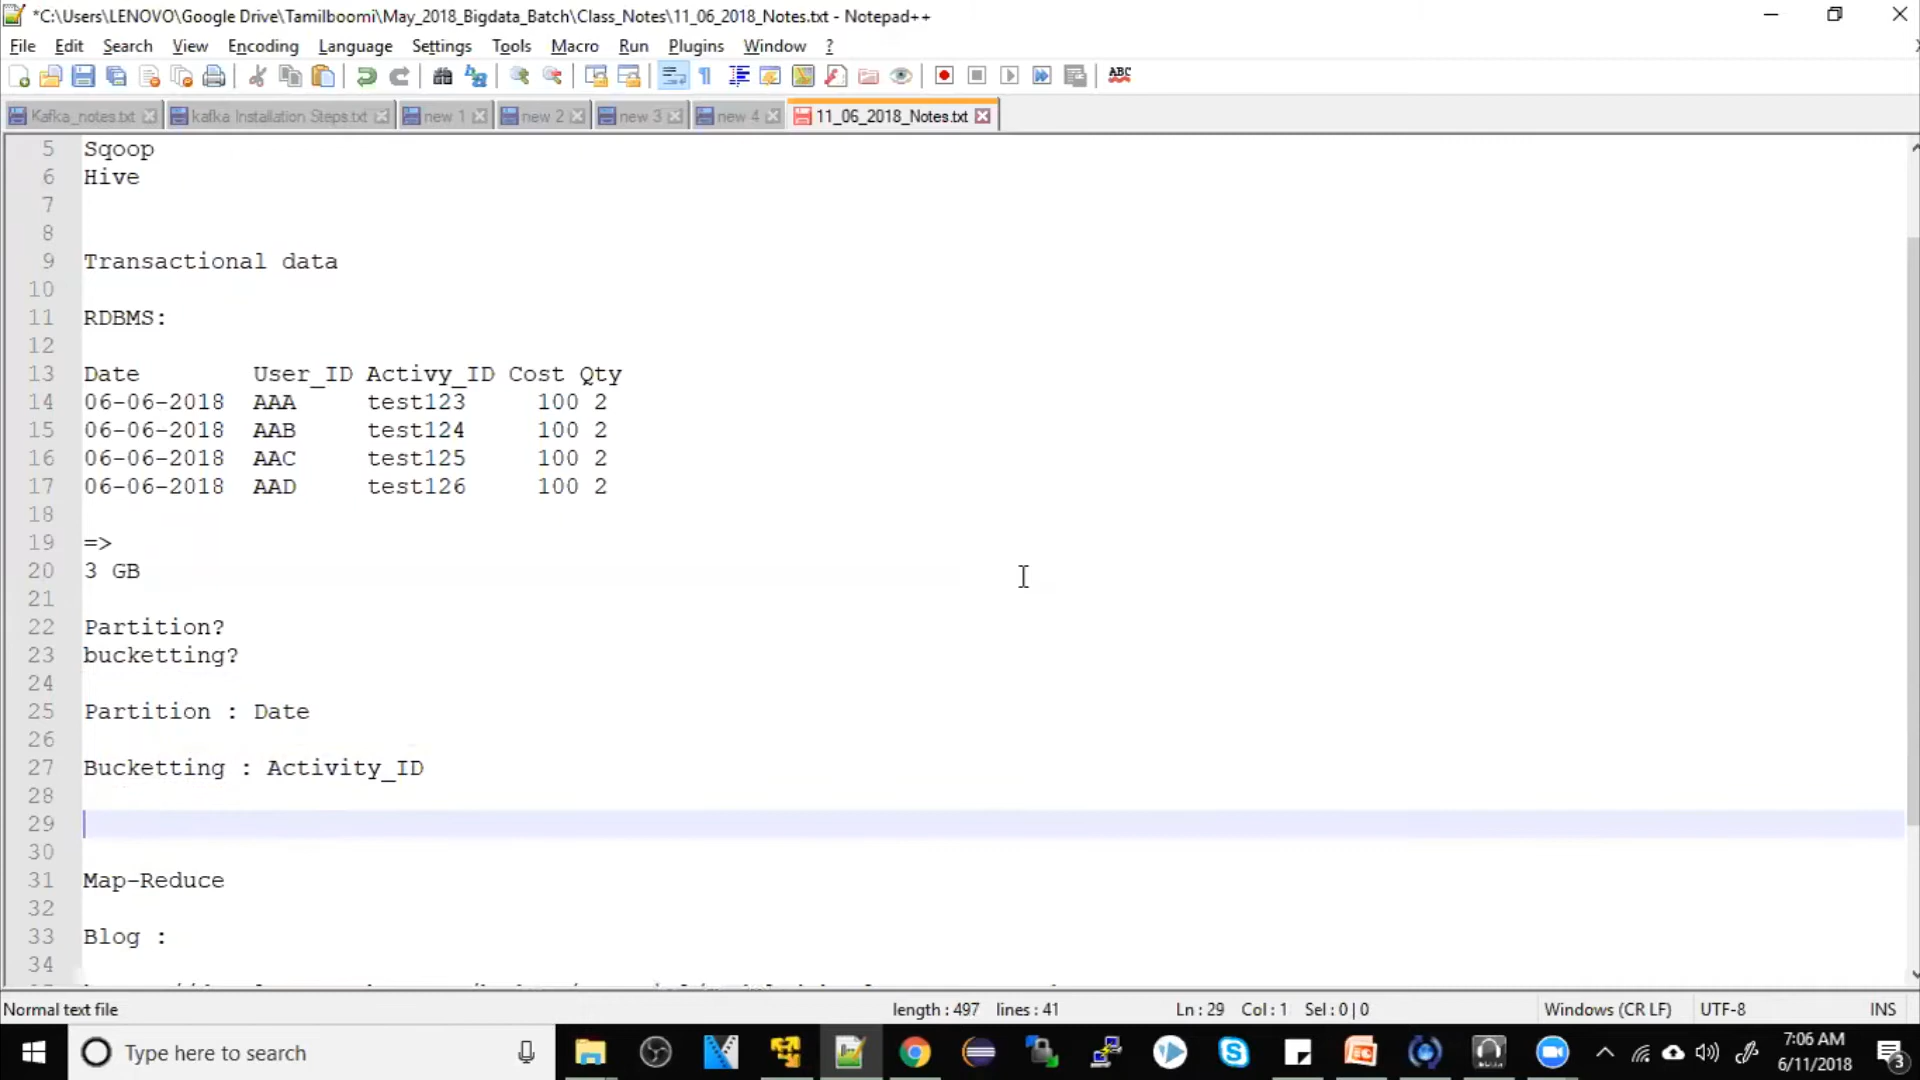 *C:\Users\LENOVO\Google Drive\Tamilboomi\May_2018_Bigdata_Batch\Class_Notes\11_06_2018_Notes.txt - Notepad++
File Edit Search View Encoding Language Settings Tools Macro Run Plugins Window ?
ABC
Kafka_notes.txt kafka Installation Steps.txt new 1 new 2 new 3 new 4 11_06_2018_Notes.txt
5 Sqoop
6 Hive
7
8
9 Transactional data
10
11 RDBMS:
12
13 Date User_ID Activy_ID Cost Qty
14 06-06-2018 AAA test123 100 2
15 06-06-2018 AAB test124 100 2
16 06-06-2018 AAC test125 100 2
17 06-06-2018 AAD test126 100 2
18
19 =>
20 3 GB
21
22 Partition?
23 bucketting?
24
25 Partition : Date
26
27 Bucketting : Activity_ID
28
29
30
31 Map-Reduce
32
33 Blog :
34
Normal text file length : 497 lines : 41 Ln : 29 Col : 1 Sel : 0 | 0 Windows (CR LF) UTF-8 INS
Type here to search
7:06 AM
6/11/2018
3